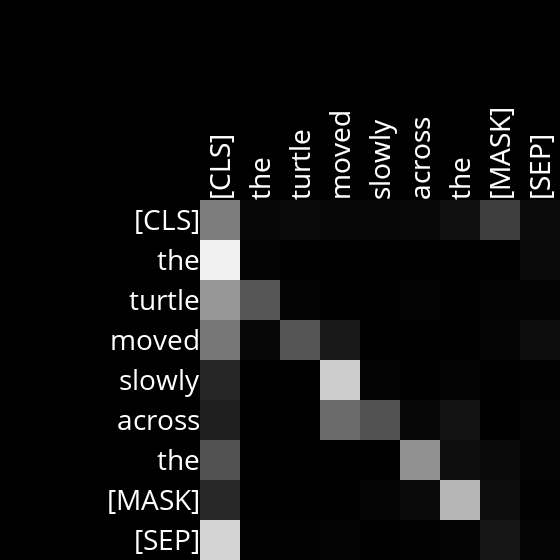 [CLS] the turtle moved slowly across the [MASK] [SEP]
[CLS]
the
turtle
moved
slowly
across
the
[MASK]
[SEP]